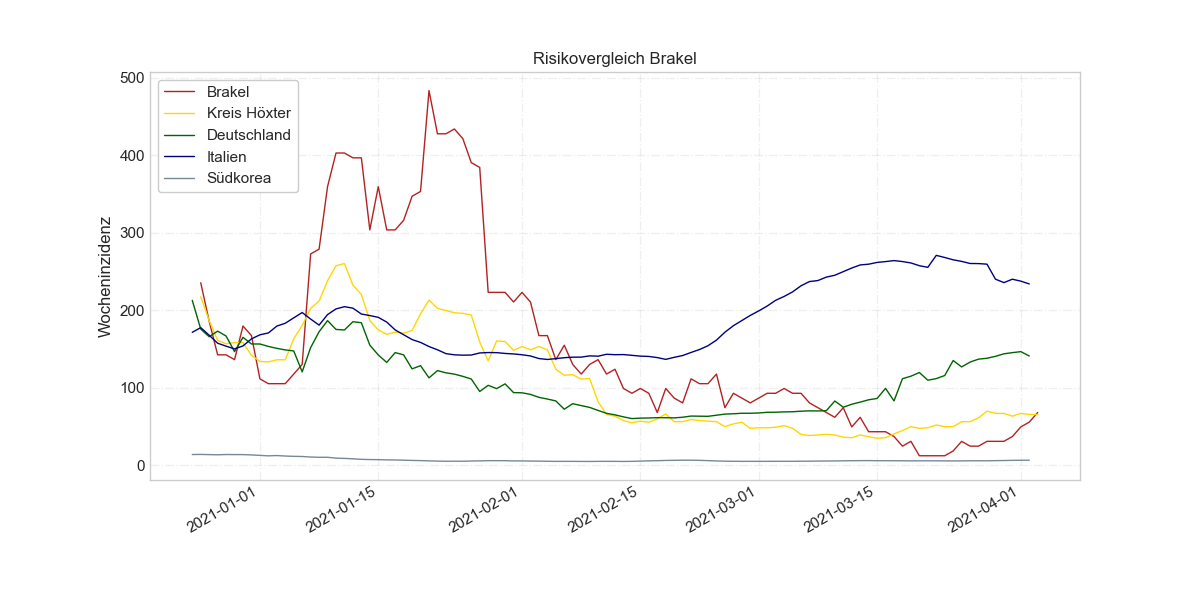 Risikovergleich Brakel
Wocheninzidenz
500
400
300
200
100
0
Brakel
Kreis Höxter
Deutschland
Italien
Südkorea
2021-01-01
2021-01-15
2021-02-01
2021-02-15
2021-03-01
2021-03-15
2021-04-01